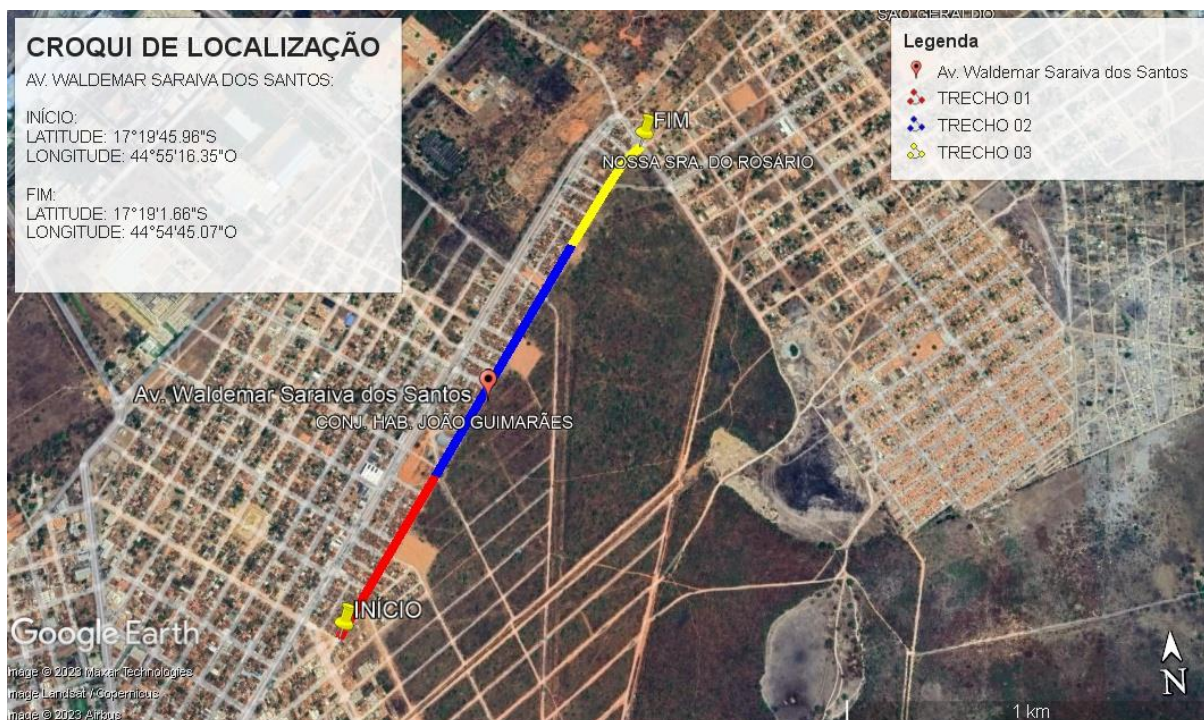 CROQUI DE LOCALIZAÇÃO
AV. WALDEMAR SARAIVA DOS SANTOS:
INÍCIO:
LATITUDE: 17°19'45.96"S
LONGITUDE: 44°55'16.35"O
FIM:
LATITUDE: 17°19'1.66"S
LONGITUDE: 44°54'45.07"O
SAO GERALDO
Legenda
Av. Waldemar Saraiva dos Santos
TRECHO 01
TRECHO 02
TRECHO 03
FIM
NOSSA SRA. DO ROSÁRIO
Av. Waldemar Saraiva dos Santos
CONJ. HAB. JOÃO GUIMARÃES
INÍCIO
Google Earth
Image © 2023 Maxar Technologies
Image Landsat / Copernicus
Image © 2023 Airbus
1 km
N